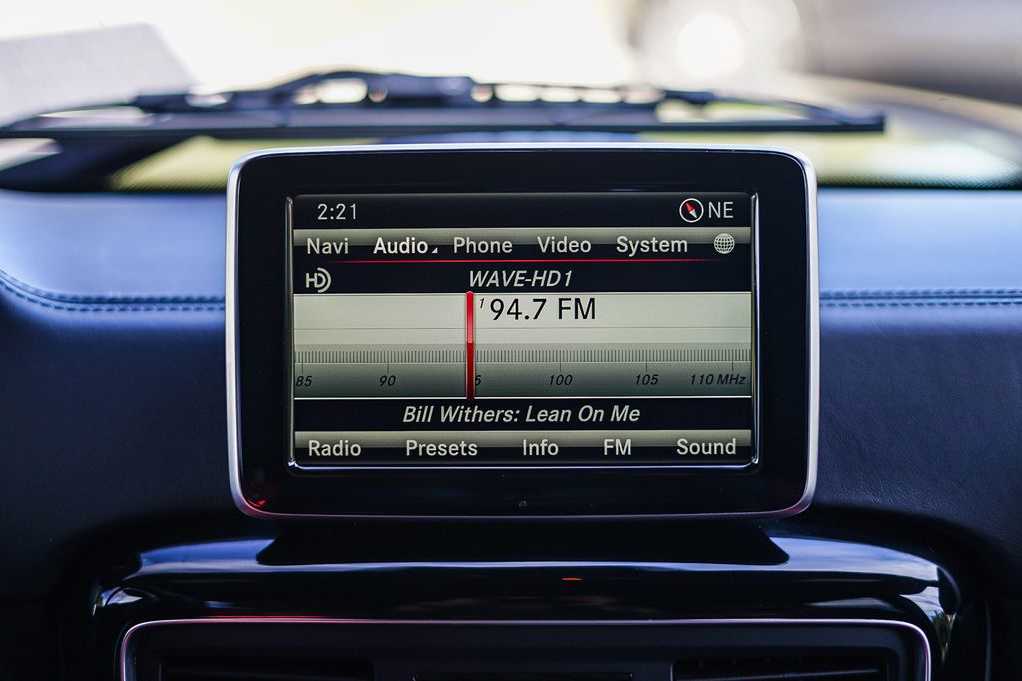 2:21 NE
Navi Audio Phone Video System
HD WAVE-HD1
1 94.7 FM
85 90 5 100 105 110 MHz
Bill Withers: Lean On Me
Radio Presets Info FM Sound